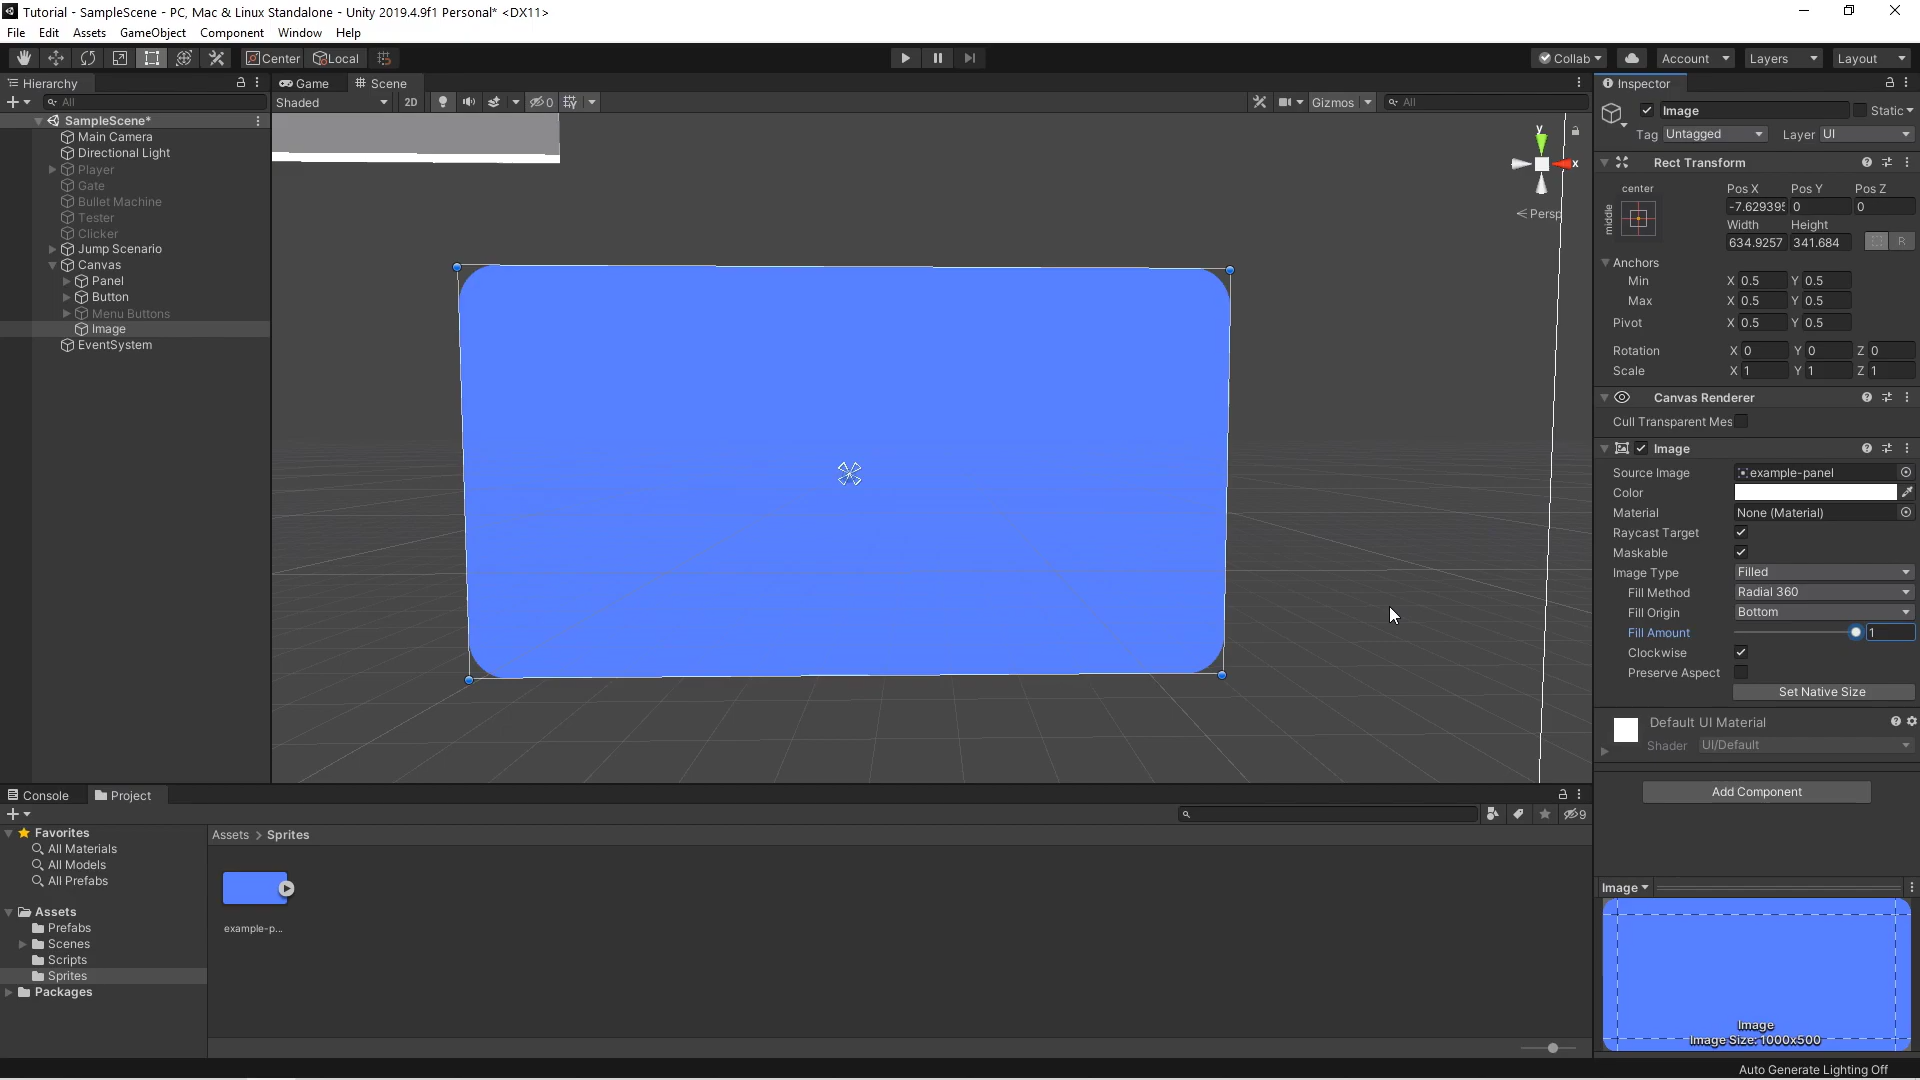 Tutorial - SampleScene - PC, Mac & Linux Standalone - Unity 2019.4.9f1 Personal* <DX11>
File Edit Assets GameObject Component Window Help
Center Local
Collab Account Layers Layout
Hierarchy
All
SampleScene*
Main Camera
Directional Light
Player
Gate
Bullet Machine
Tester
Clicker
Jump Scenario
Canvas
Panel
Button
Menu Buttons
Image
EventSystem
Game Scene
Shaded 2D 0 Gizmos All
y
x
Persp
Inspector
Image Static
Tag Untagged Layer UI
Rect Transform
center
middle
Pos X Pos Y Pos Z
-7.629395 0 0
Width Height
634.9257 341.684 R
Anchors
Min X 0.5 Y 0.5
Max X 0.5 Y 0.5
Pivot X 0.5 Y 0.5
Rotation X 0 Y 0 Z 0
Scale X 1 Y 1 Z 1
Canvas Renderer
Cull Transparent Mes
Image
Source Image example-panel
Color
Material None (Material)
Raycast Target
Maskable
Image Type Filled
Fill Method Radial 360
Fill Origin Bottom
Fill Amount 1
Clockwise
Preserve Aspect
Set Native Size
Default UI Material
Shader UI/Default
Add Component
Image
Image
Image Size: 1000x500
Console Project
9
Favorites
All Materials
All Models
All Prefabs
Assets
Prefabs
Scenes
Scripts
Sprites
Packages
Assets > Sprites
example-p...
Auto Generate Lighting Off